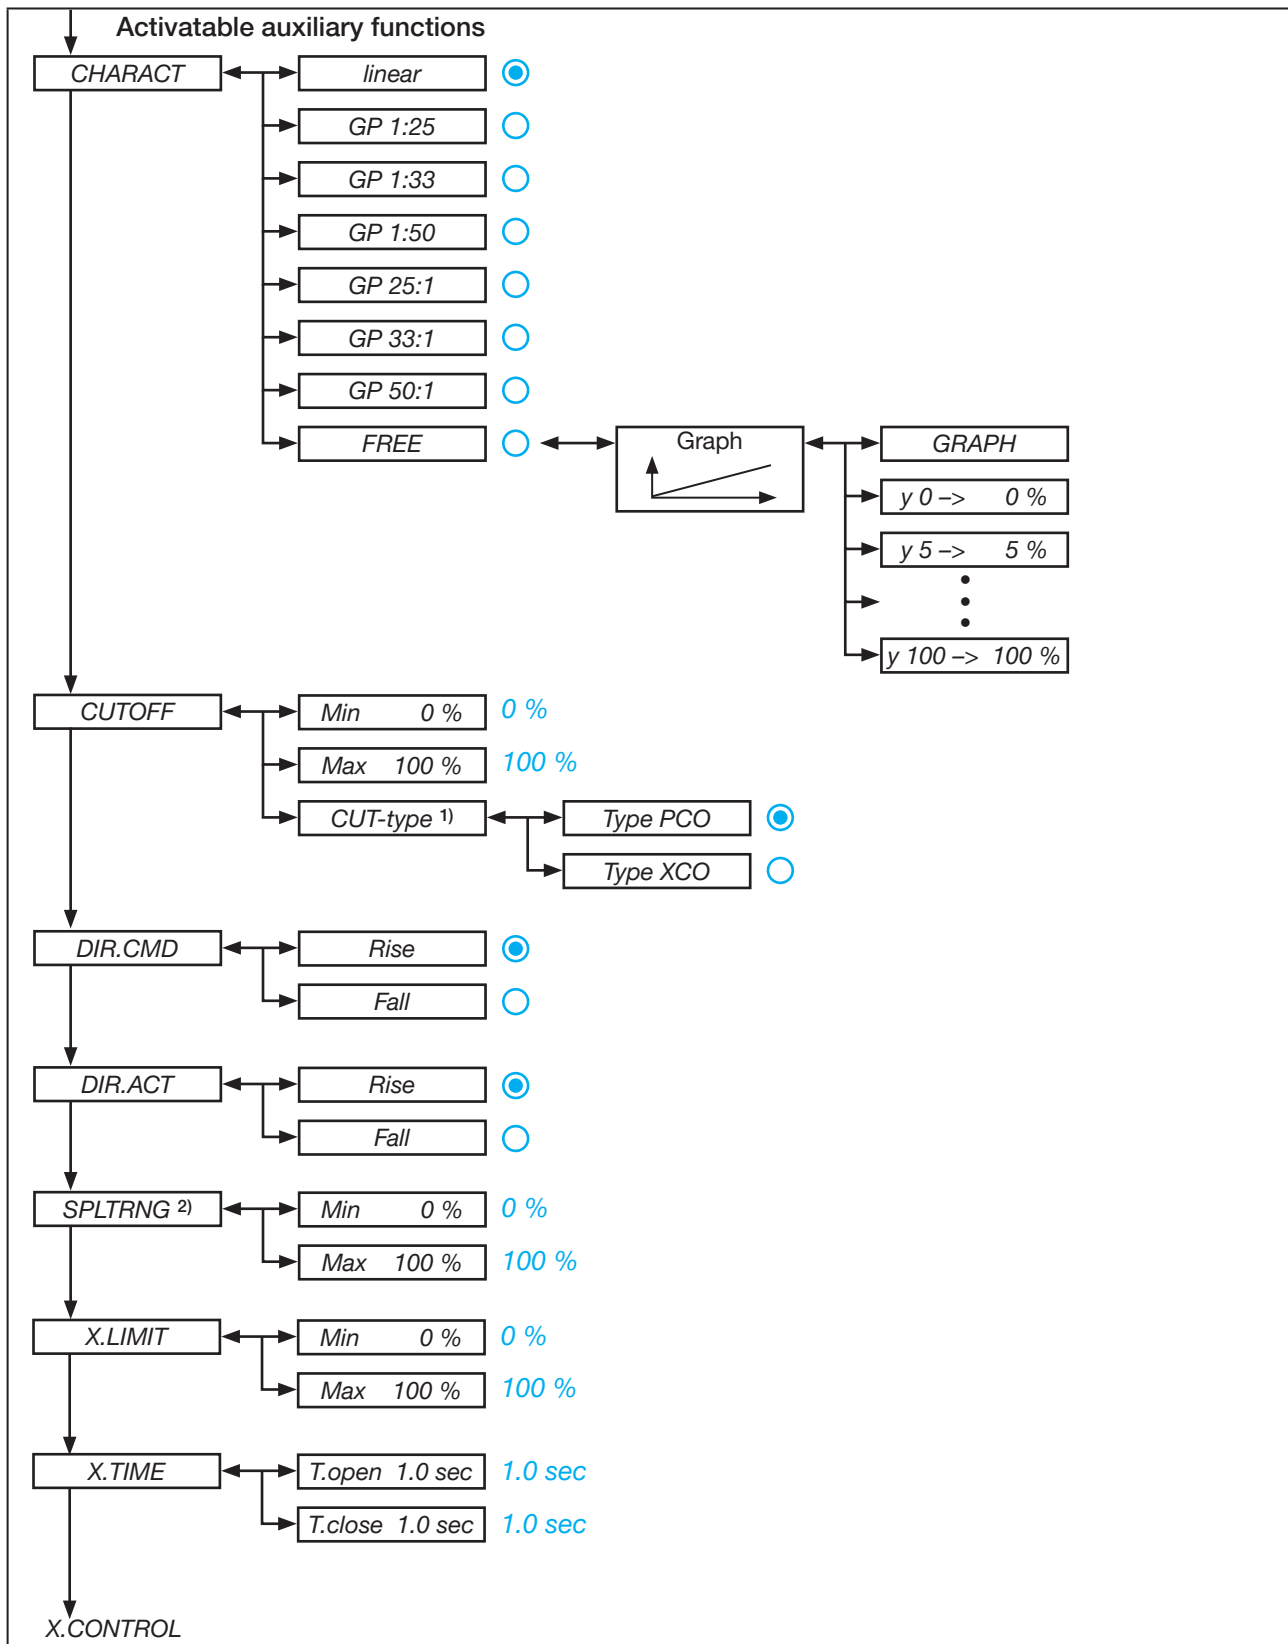 Activatable auxiliary functions
CHARACT
linear
GP 1:25
GP 1:33
GP 1:50
GP 25:1
GP 33:1
GP 50:1
FREE
Graph
GRAPH
y 0 –> 0 %
y 5 –> 5 %
y 100 –> 100 %
CUTOFF
Min 0 % 0 %
Max 100 % 100 %
CUT-type 1)
Type PCO
Type XCO
DIR.CMD
Rise
Fall
DIR.ACT
Rise
Fall
SPLTRNG 2)
Min 0 % 0 %
Max 100 % 100 %
X.LIMIT
Min 0 % 0 %
Max 100 % 100 %
X.TIME
T.open 1.0 sec 1.0 sec
T.close 1.0 sec 1.0 sec
X.CONTROL